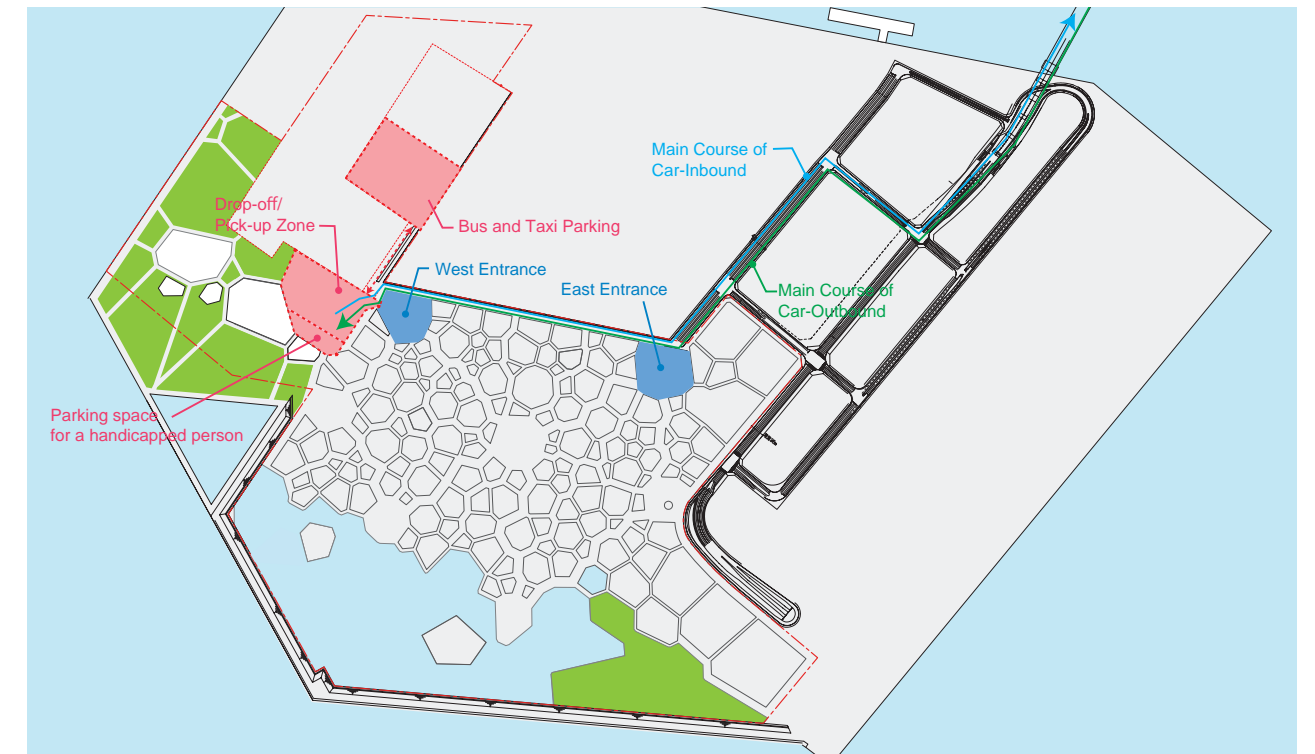 Main Course of
Car-Inbound
Drop-off/
Pick-up Zone
Bus and Taxi Parking
West Entrance
East Entrance
Main Course of
Car-Outbound
Parking space
for a handicapped person